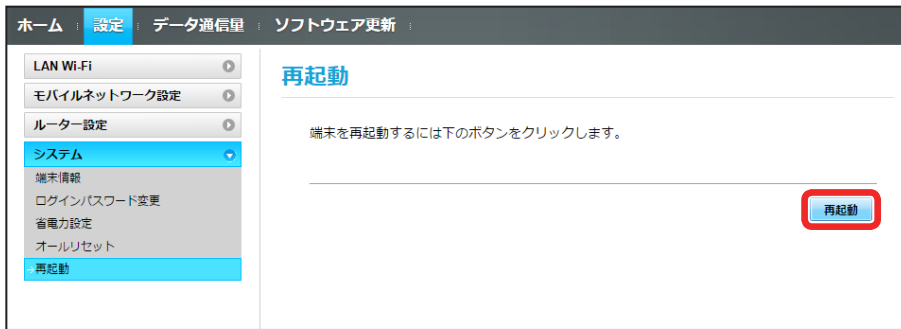 ホーム 設定 データ通信量 ソフトウェア更新
LAN Wi-Fi
モバイルネットワーク設定
ルーター設定
システム
端末情報
ログインパスワード変更
省電力設定
オールリセット
再起動
再起動
端末を再起動するには下のボタンをクリックします。
再起動